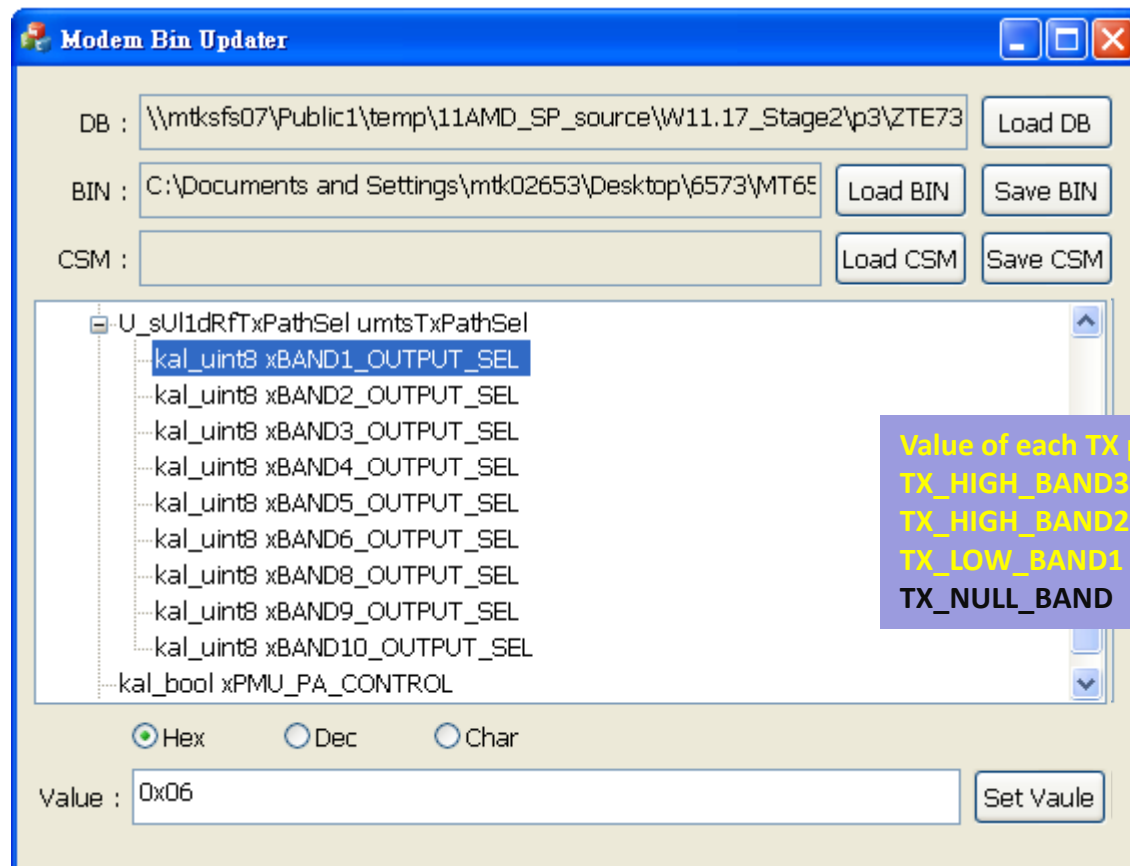 Modem Bin Updater
DB : \\mtksfs07\Public1\temp\11AMD_SP_source\W11.17_Stage2\p3\ZTE73 Load DB
BIN : C:\Documents and Settings\mtk02653\Desktop\6573\MT65 Load BIN Save BIN
CSM : Load CSM Save CSM
U_sUl1dRfTxPathSel umtsTxPathSel
kal_uint8 xBAND1_OUTPUT_SEL
kal_uint8 xBAND2_OUTPUT_SEL
kal_uint8 xBAND3_OUTPUT_SEL
kal_uint8 xBAND4_OUTPUT_SEL
kal_uint8 xBAND5_OUTPUT_SEL
kal_uint8 xBAND6_OUTPUT_SEL
kal_uint8 xBAND8_OUTPUT_SEL
kal_uint8 xBAND9_OUTPUT_SEL
kal_uint8 xBAND10_OUTPUT_SEL
kal_bool xPMU_PA_CONTROL
Value of each TX
TX_HIGH_BAND3
TX_HIGH_BAND2
TX_LOW_BAND1
TX_NULL_BAND
Hex Dec Char
Value : 0x06 Set Vaule